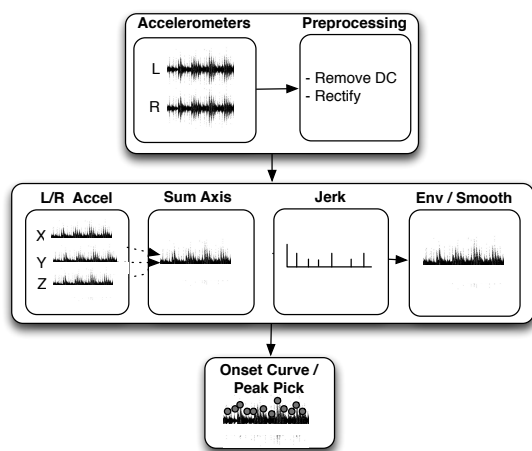 Accelerometers
Preprocessing
L
R
- Remove DC
- Rectify
L/R Accel
Sum Axis
Jerk
Env / Smooth
X
Y
Z
Onset Curve /
Peak Pick